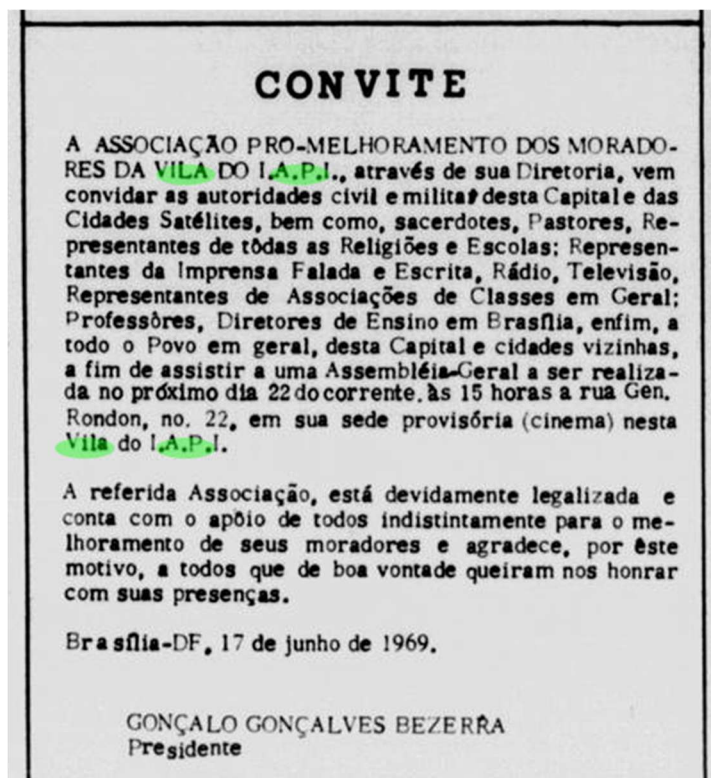 CONVITE
A ASSOCIAÇÃO PRO-MELHORAMENTO DOS MORADO-
RES DA VILA DO I.A.P.I., através de sua Diretoria, vem
convidar as autoridades civil e militar desta Capital e das
Cidades Satélites, bem como, sacerdotes, Pastores, Re-
presentantes de tôdas as Religiões e Escolas; Represen-
tantes da Imprensa Falada e Escrita, Rádio, Televisão,
Representantes de Associações de Classes em Geral;
Professôres, Diretores de Ensino em Brasília, enfim, a
todo o Povo em geral, desta Capital e cidades vizinhas,
a fim de assistir a uma Assembléia-Geral a ser realiza-
da no próximo dia 22 do corrente, às 15 horas a rua Gen.
Rondon, no. 22, em sua sede provisória (cinema) nesta
Vila do I.A.P.I.
A referida Associação, está devidamente legalizada e
conta com o apôio de todos indistintamente para o me-
lhoramento de seus moradores e agradece, por êste
motivo, a todos que de boa vontade queiram nos honrar
com suas presenças.
Brasília-DF, 17 de junho de 1969.
GONÇALO GONÇALVES BEZERRA
Presidente